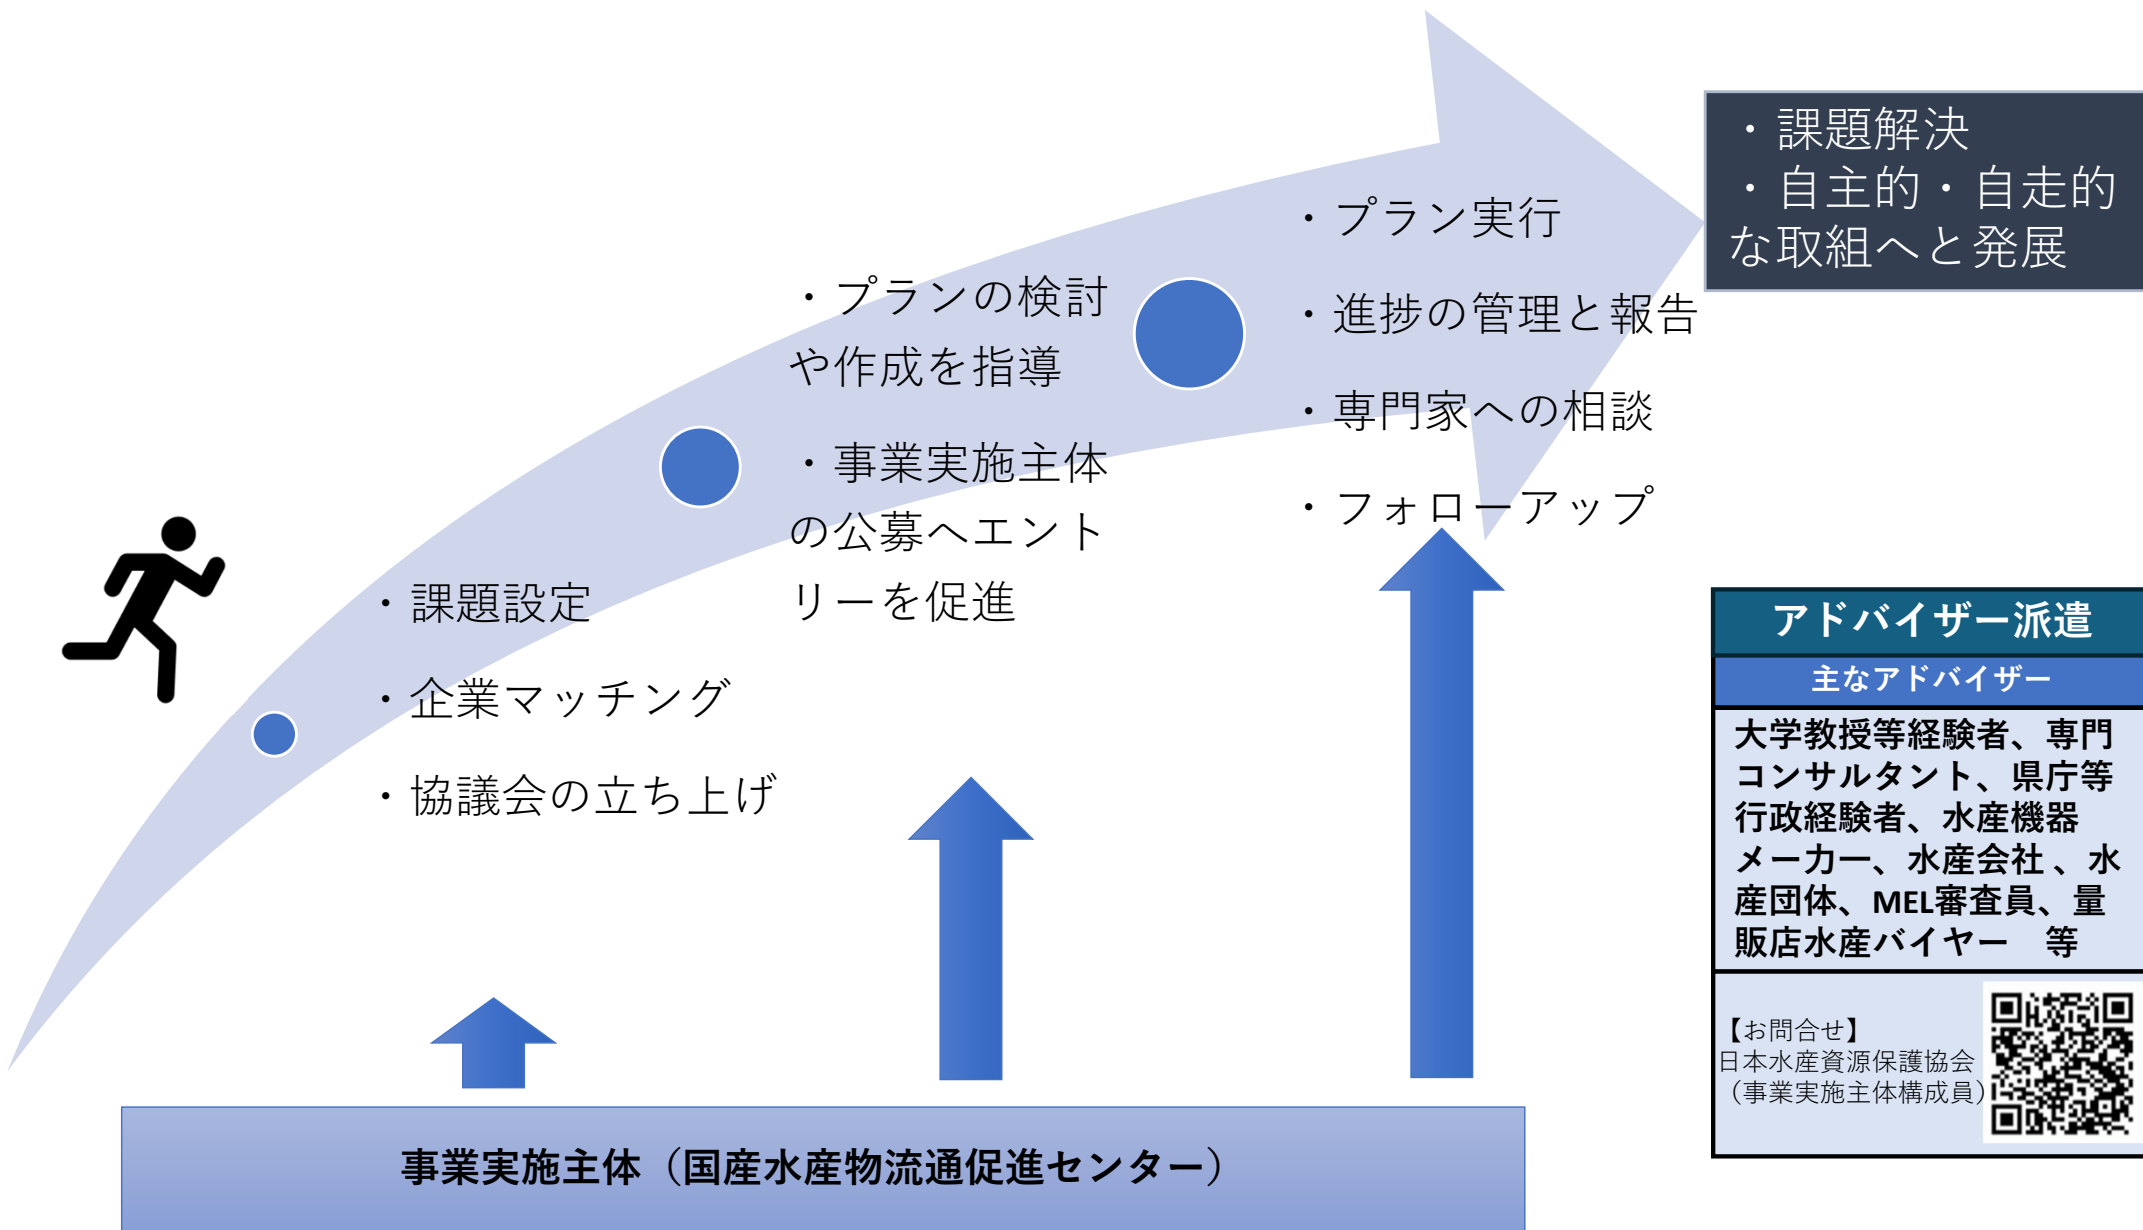 ・課題解決
・自主的・自走的
な取組へと発展
・プラン実行
・進捗の管理と報告
・専門家への相談
・フォローアップ
・プランの検討
や作成を指導
・事業実施主体
の公募へエント
リーを促進
・課題設定
・企業マッチング
・協議会の立ち上げ
アドバイザー派遣
主なアドバイザー
大学教授等経験者、専門
コンサルタント、県庁等
行政経験者、水産機器
メーカー、水産会社 、水
産団体、MEL審査員、量
販店水産バイヤー　等
【お問合せ】
日本水産資源保護協会
（事業実施主体構成員）
事業実施主体（国産水産物流通促進センター）